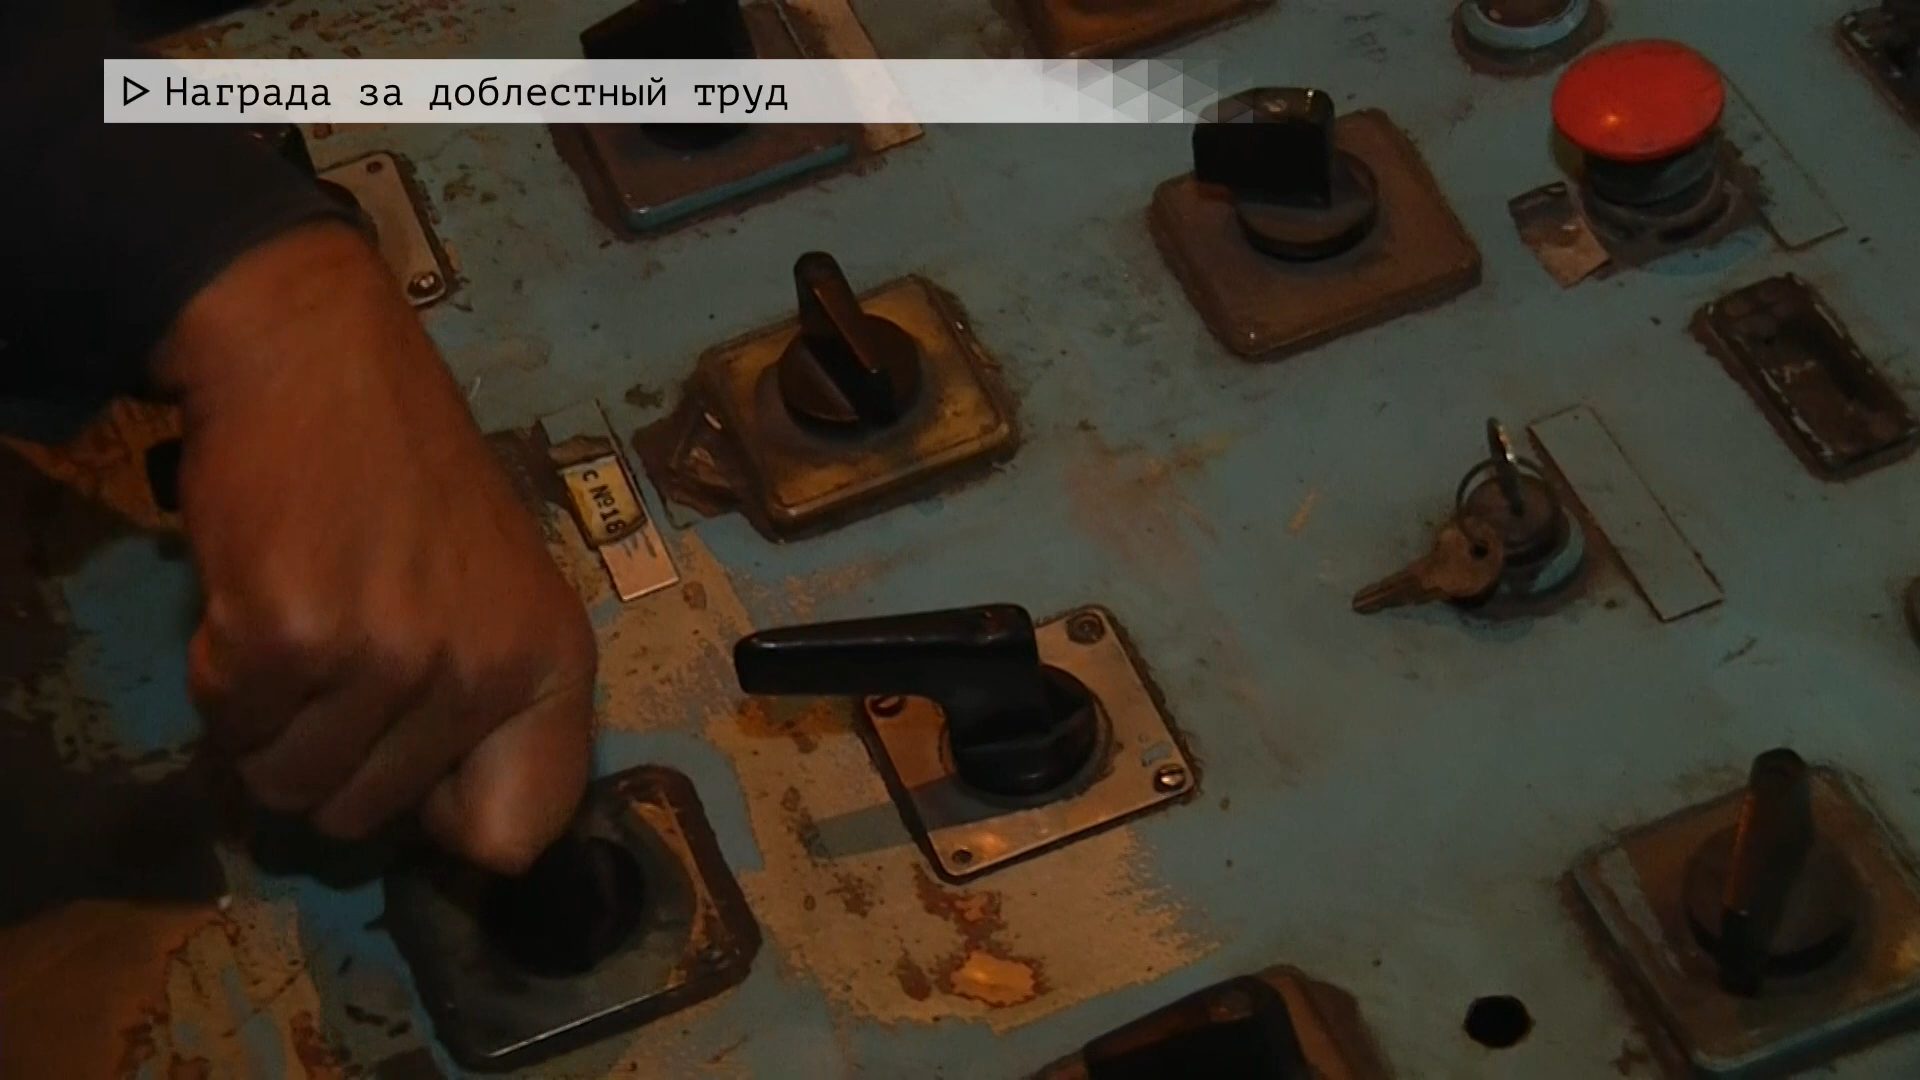 Награда за доблестный труд
с №16